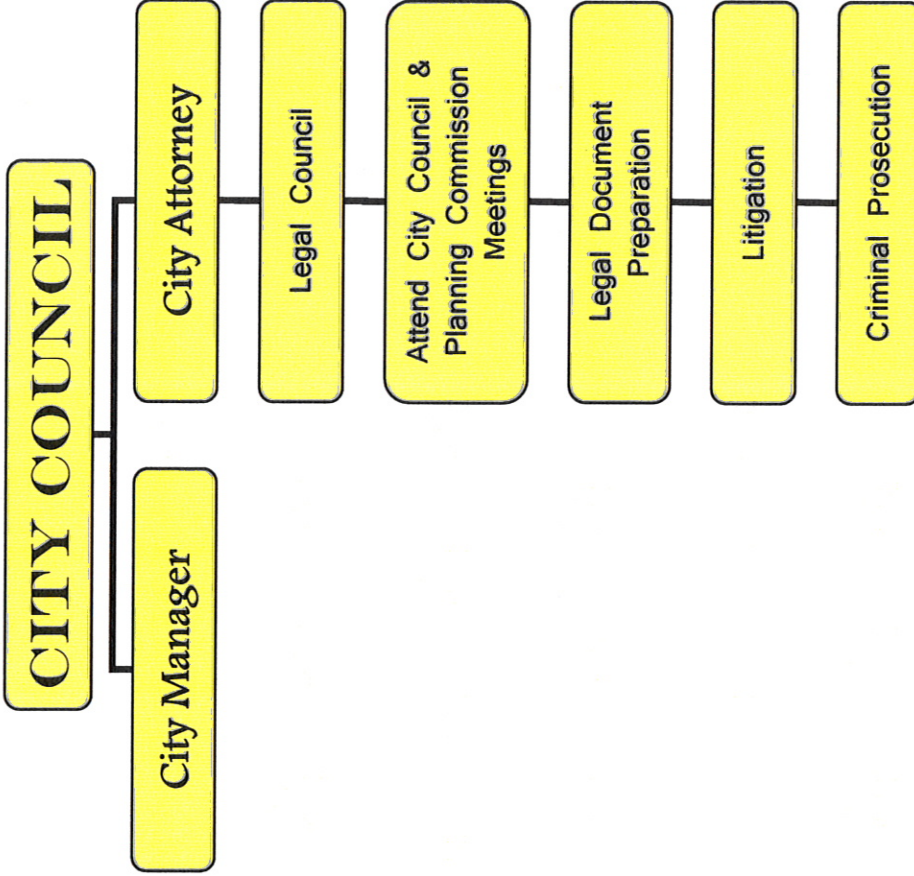 CITY COUNCIL
City Manager
City Attorney
Legal Council
Attend City Council &
Planning Commission
Meetings
Legal Document
Preparation
Litigation
Criminal Prosecution